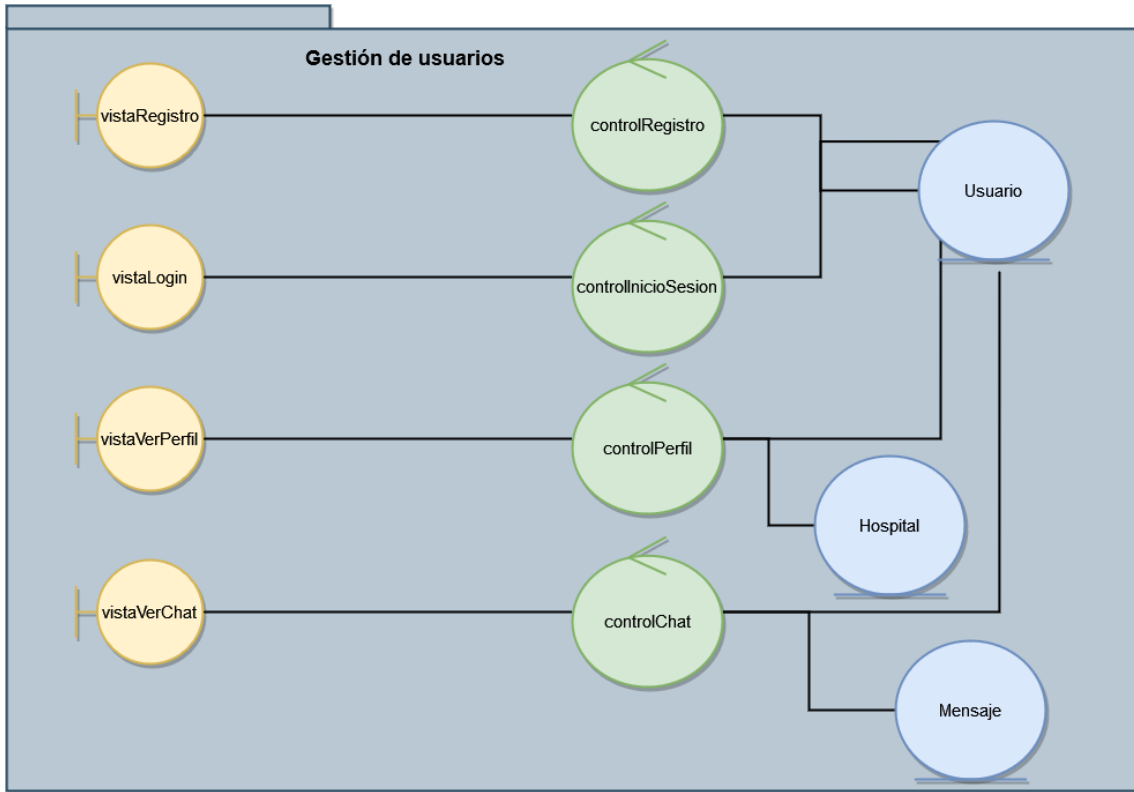 Gestión de usuarios
vistaRegistro
controlRegistro
Usuario
vistaLogin
controlInicioSesion
vistaVerPerfil
controlPerfil
Hospital
vistaVerChat
controlChat
Mensaje